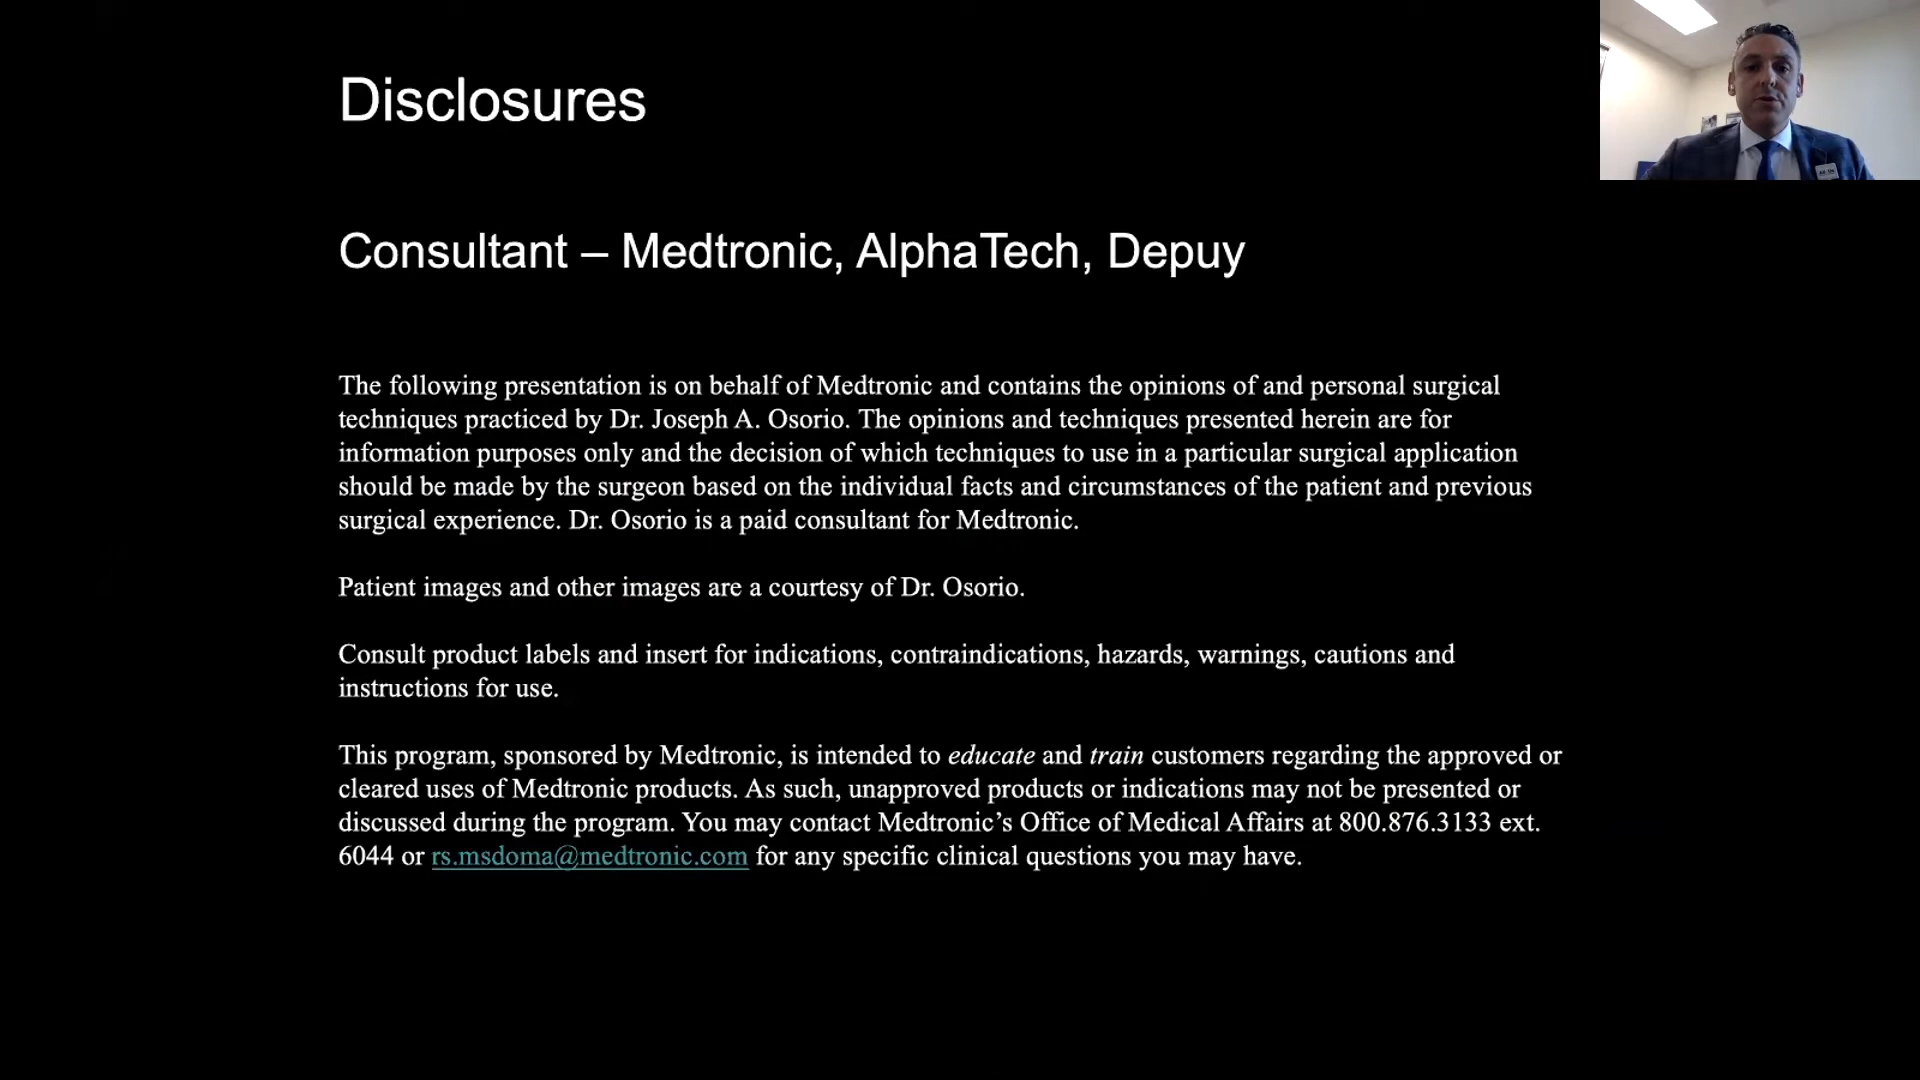 Disclosures
Consultant – Medtronic, AlphaTech, Depuy
The following presentation is on behalf of Medtronic and contains the opinions of and personal surgical
techniques practiced by Dr. Joseph A. Osorio. The opinions and techniques presented herein are for
information purposes only and the decision of which techniques to use in a particular surgical application
should be made by the surgeon based on the individual facts and circumstances of the patient and previous
surgical experience. Dr. Osorio is a paid consultant for Medtronic.
Patient images and other images are a courtesy of Dr. Osorio.
Consult product labels and insert for indications, contraindications, hazards, warnings, cautions and
instructions for use.
This program, sponsored by Medtronic, is intended to educate and train customers regarding the approved or
cleared uses of Medtronic products. As such, unapproved products or indications may not be presented or
discussed during the program. You may contact Medtronic’s Office of Medical Affairs at 800.876.3133 ext.
6044 or rs.msdoma@medtronic.com for any specific clinical questions you may have.